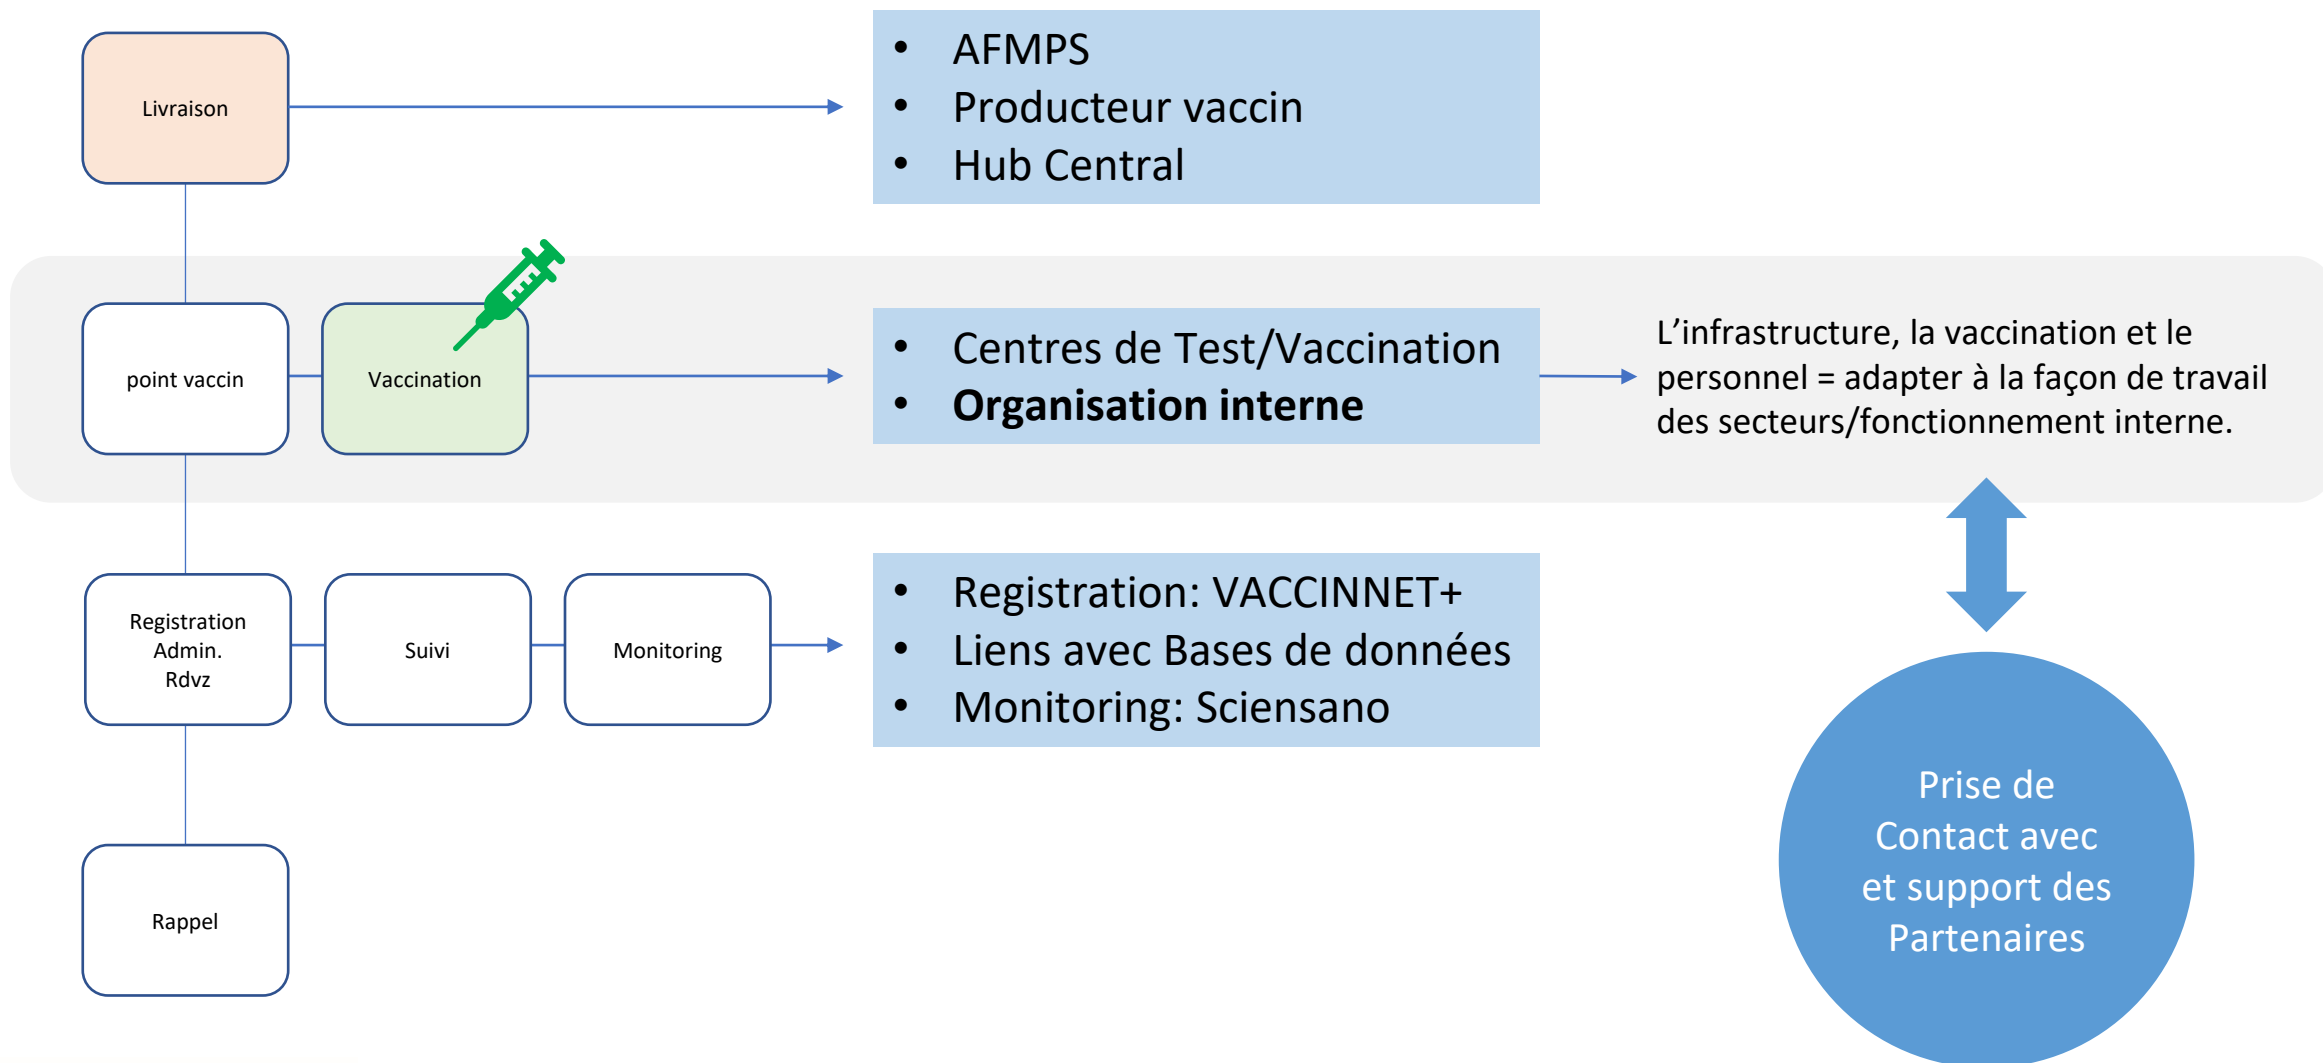 Livraison
• AFMPS
• Producteur vaccin
• Hub Central
point vaccin
Vaccination
• Centres de Test/Vaccination
• Organisation interne
L’infrastructure, la vaccination et le
personnel = adapter à la façon de travail
des secteurs/fonctionnement interne.
Registration
Admin.
Rdvz
Suivi
Monitoring
• Registration: VACCINNET+
• Liens avec Bases de données
• Monitoring: Sciensano
Rappel
Prise de
Contact avec
et support des
Partenaires